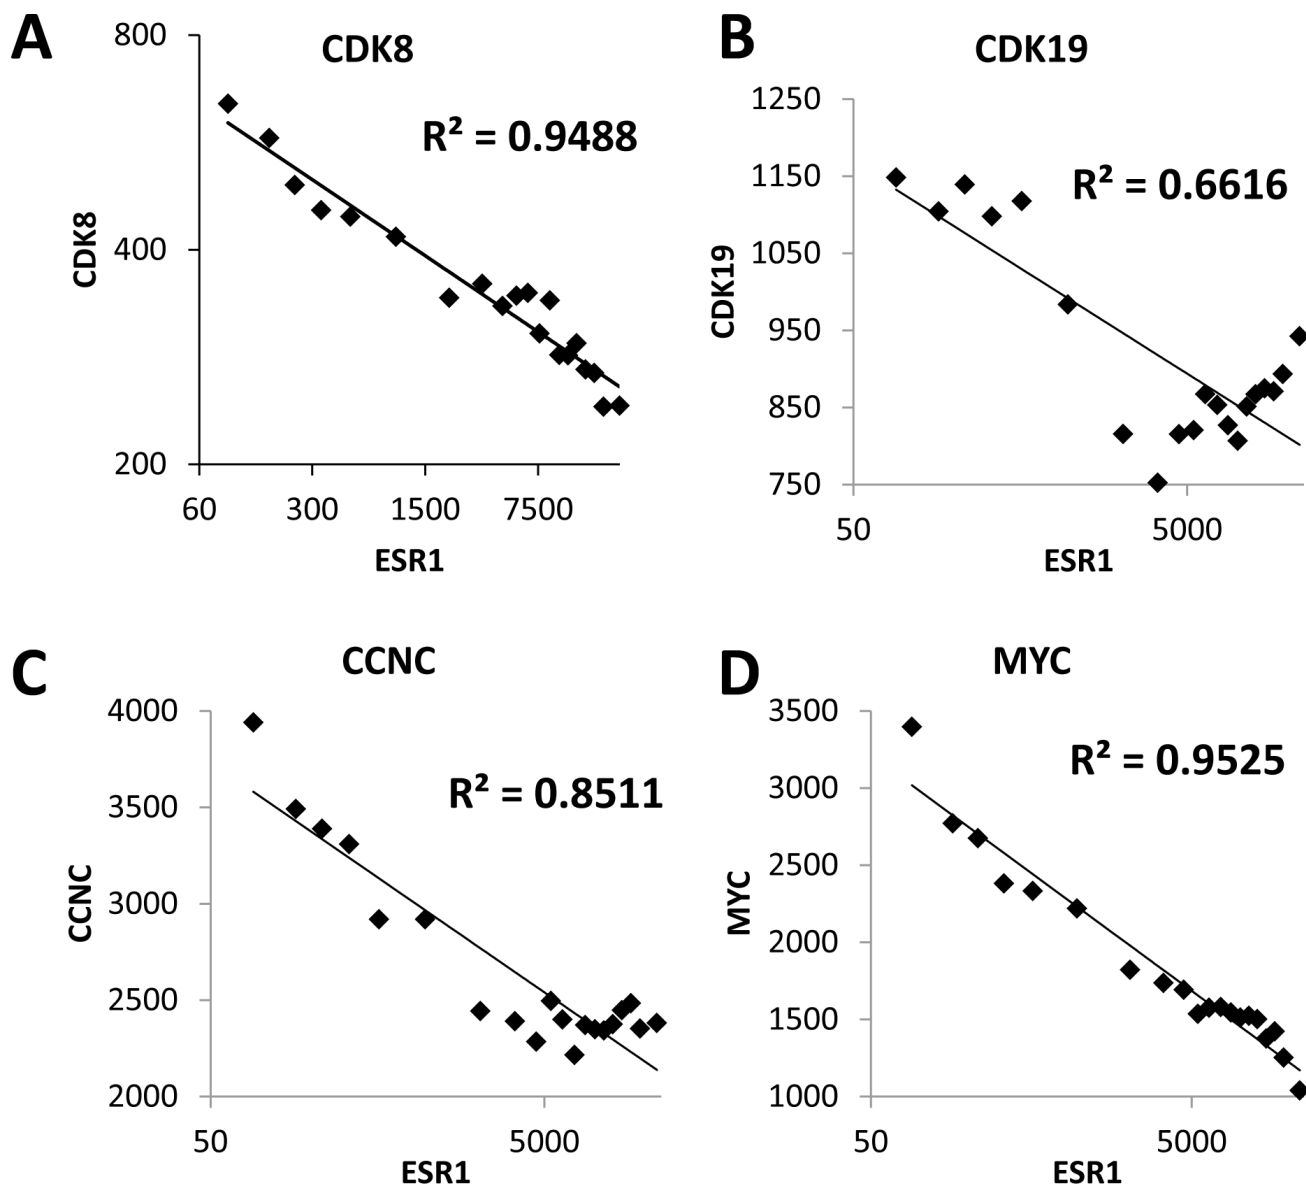 A
CDK8
R² = 0.9488
800
400
200
CDK8
60 300 1500 7500
ESR1
B
CDK19
R² = 0.6616
1250
1150
1050
950
850
750
CDK19
50 5000
ESR1
C
CCNC
R² = 0.8511
4000
3500
3000
2500
2000
CCNC
50 5000
ESR1
D
MYC
R² = 0.9525
3500
3000
2500
2000
1500
1000
MYC
50 5000
ESR1